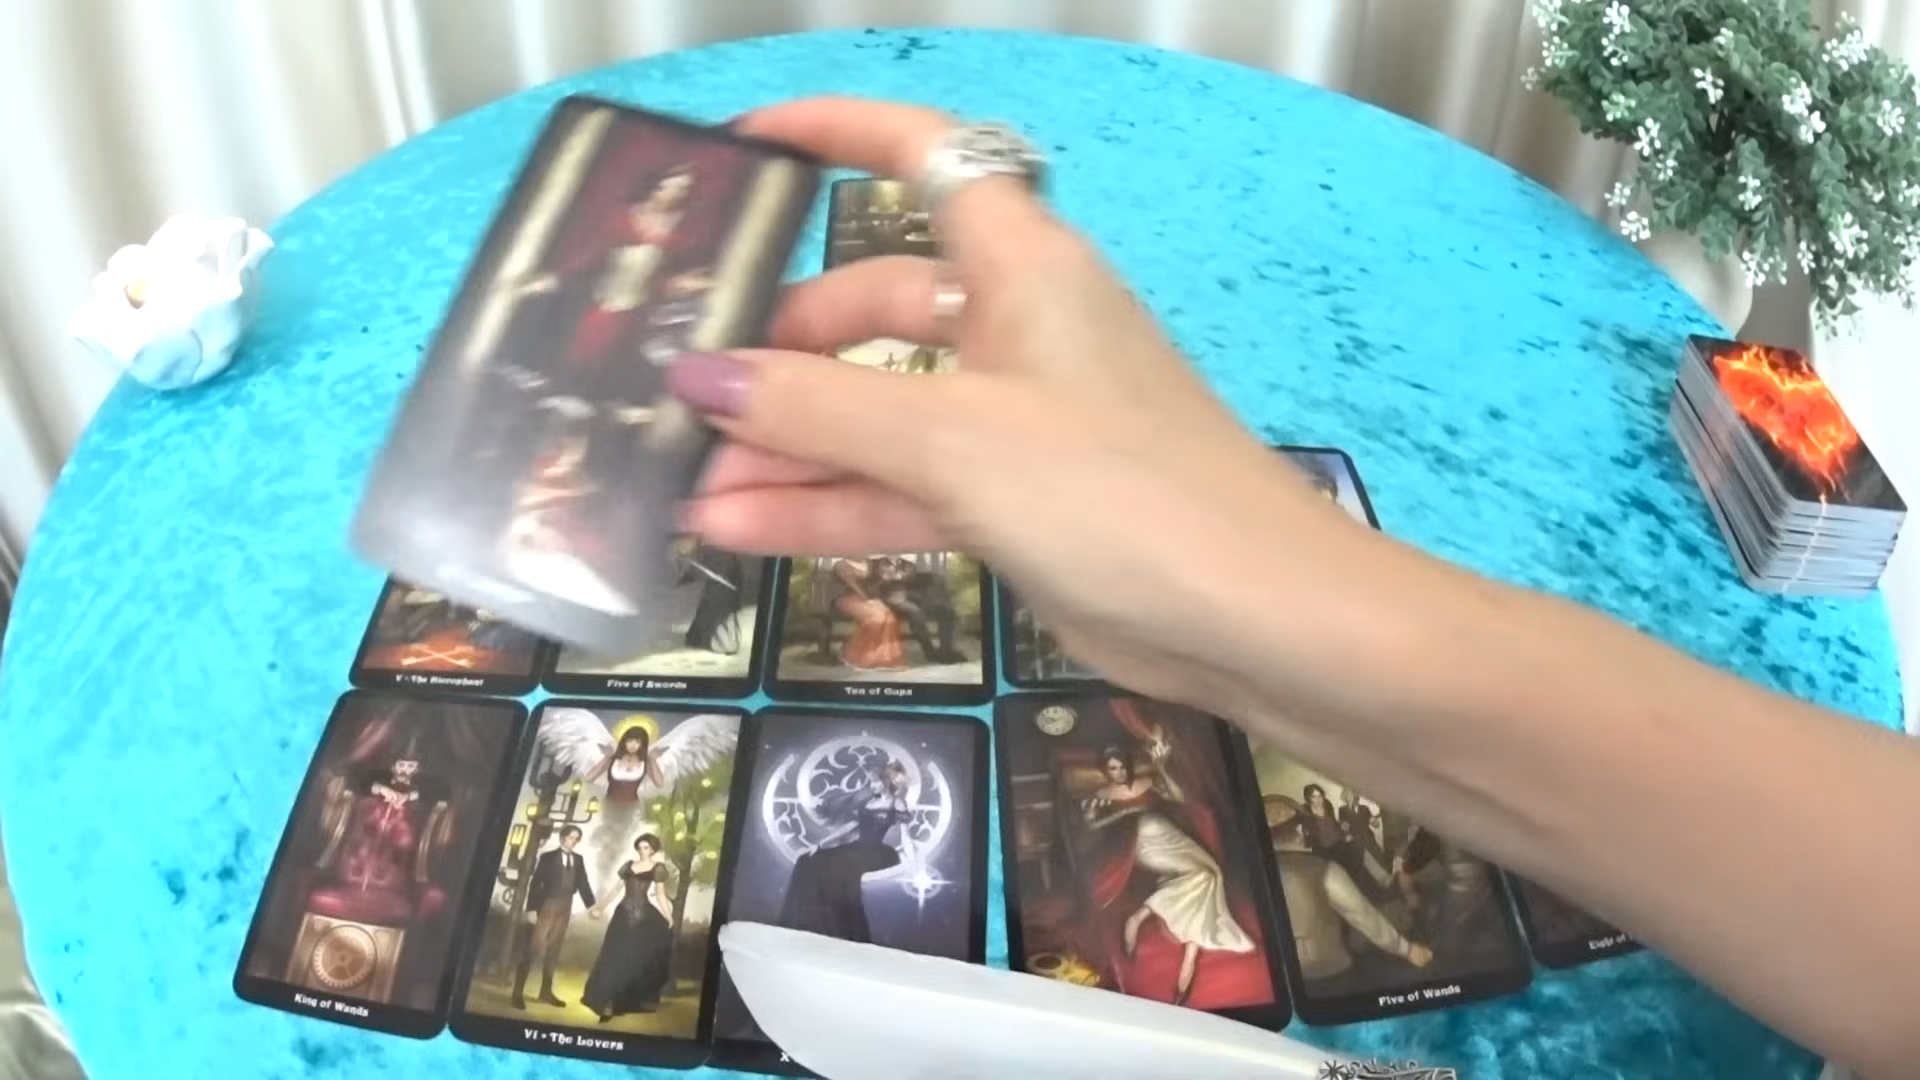 V - The Hierophant
Five of Swords
Ten of Cups
King of Wands
VI - The Lovers
X
Five of Wands
Eight of